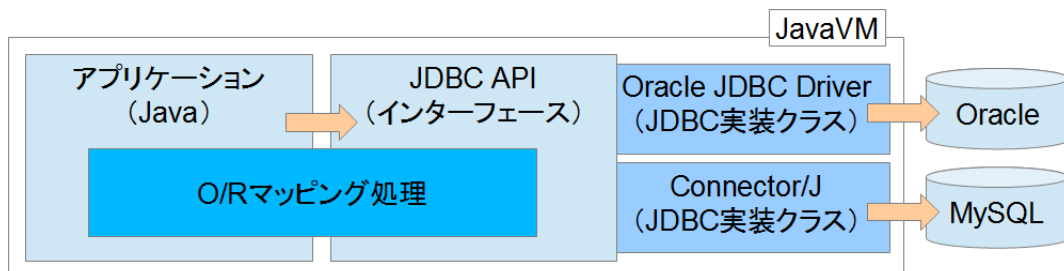 JavaVM
アプリケーション
（Java）
JDBC API
（インターフェース）
O/Rマッピング処理
Oracle JDBC Driver
（JDBC実装クラス）
Oracle
Connector/J
（JDBC実装クラス）
MySQL